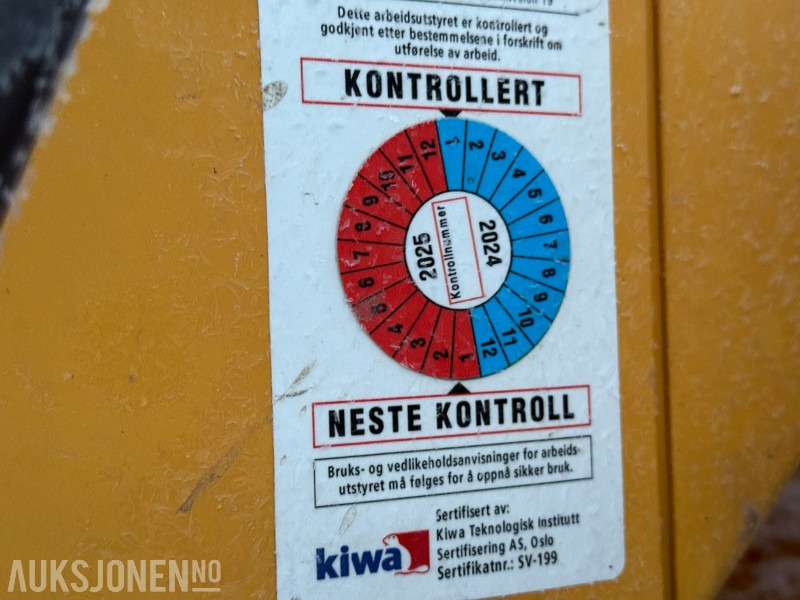 Dette arbeidsutstyret er kontrollert og
godkjent etter bestemmelsene i forskrift om
utførelse av arbeid.
KONTROLLERT
1 2 3 4 5 6 7 8 9 10 11 12
2024
Kontrollnummer
2025
1 2 3 4 5 6 7 8 9 10 11 12
NESTE KONTROLL
Bruks- og vedlikeholdsanvisninger for arbeids-
utstyret må følges for å oppnå sikker bruk.
Sertifisert av:
Kiwa Teknologisk Institutt
Sertifisering AS, Oslo
Sertifikatnr.: SV-199
kiwa
AUKSJONEN.NO